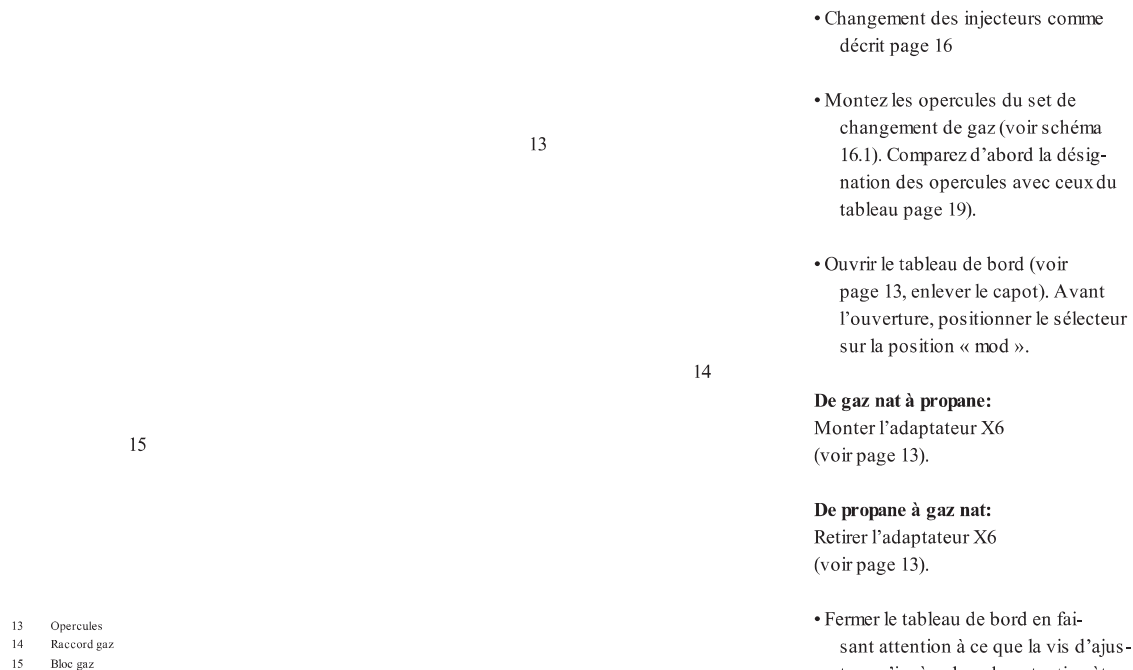 13
14
15
13 Opercules
14 Raccord gaz
15 Bloc gaz
• Changement des injecteurs comme
décrit page 16
• Montez les opercules du set de
changement de gaz (voir schéma
16.1). Comparez d’abord la désig-
nation des opercules avec ceux du
tableau page 19).
• Ouvrir le tableau de bord (voir
page 13, enlever le capot). Avant
l’ouverture, positionner le sélecteur
sur la position « mod ».
De gaz nat à propane:
Monter l’adaptateur X6
(voir page 13).
De propane à gaz nat:
Retirer l’adaptateur X6
(voir page 13).
• Fermer le tableau de bord en fai-
sant attention à ce que la vis d’ajus-